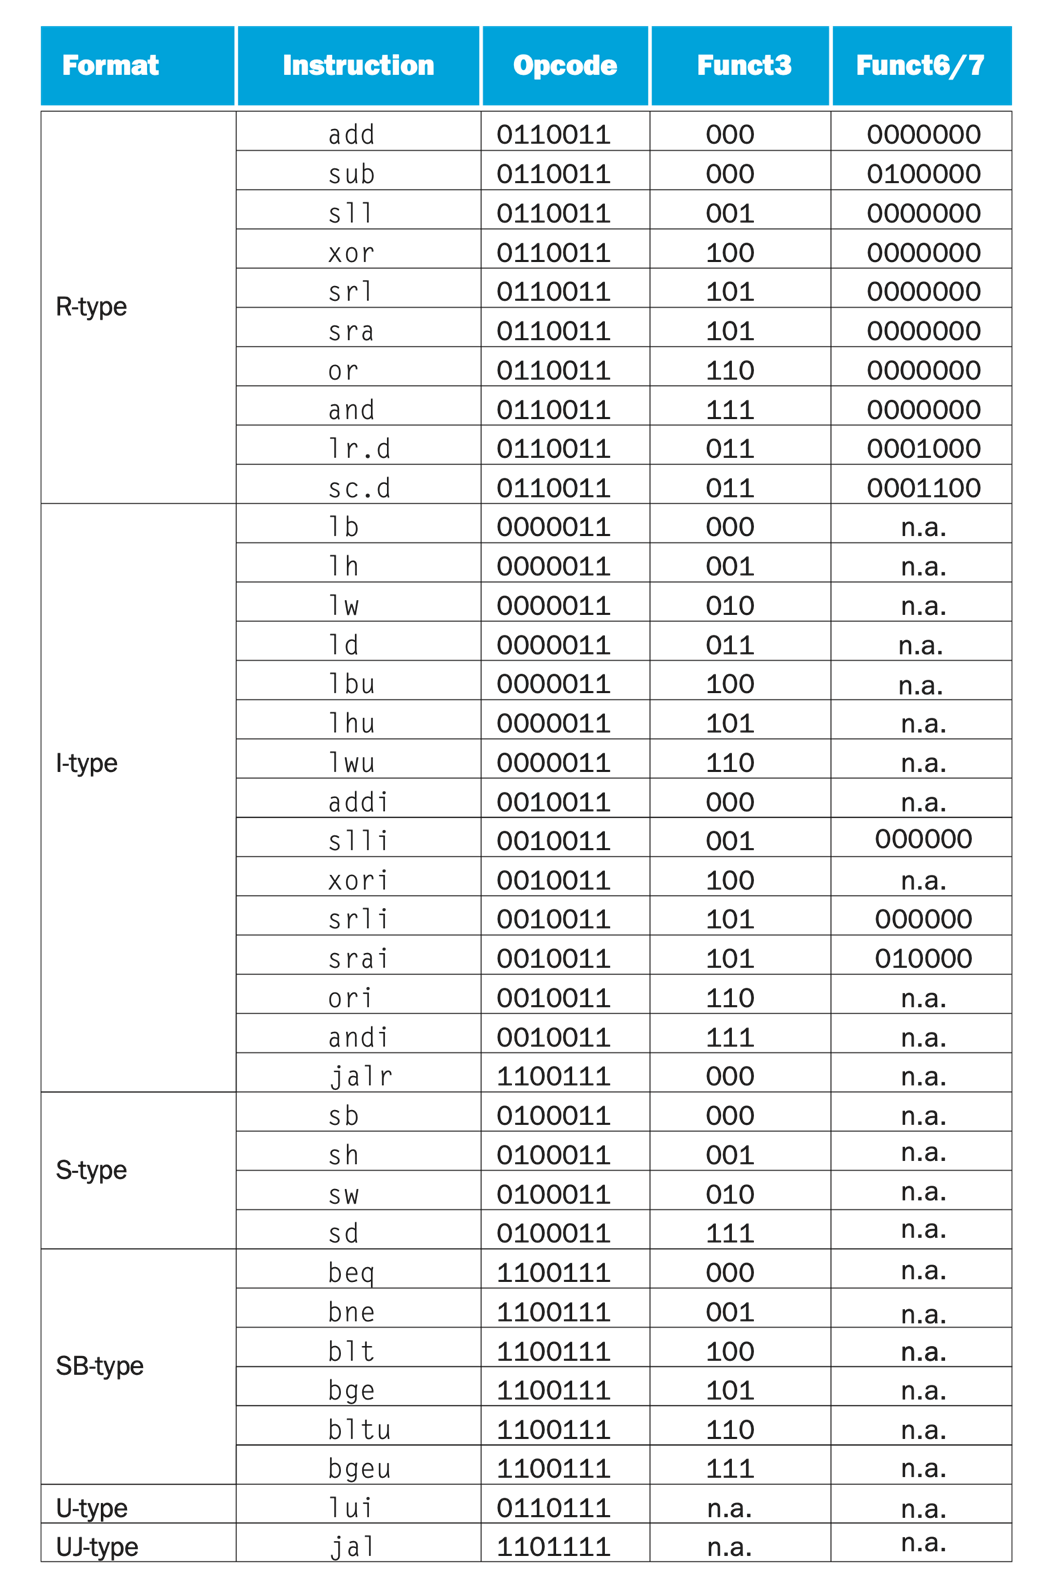 Format Instruction Opcode Funct3 Funct6/7
R-type
add 0110011 000 0000000
sub 0110011 000 0100000
sll 0110011 001 0000000
xor 0110011 100 0000000
srl 0110011 101 0000000
sra 0110011 101 0000000
or 0110011 110 0000000
and 0110011 111 0000000
lr.d 0110011 011 0001000
sc.d 0110011 011 0001100
I-type
lb 0000011 000 n.a.
lh 0000011 001 n.a.
lw 0000011 010 n.a.
ld 0000011 011 n.a.
lbu 0000011 100 n.a.
lhu 0000011 101 n.a.
lwu 0000011 110 n.a.
addi 0010011 000 n.a.
slli 0010011 001 000000
xori 0010011 100 n.a.
srli 0010011 101 000000
srai 0010011 101 010000
ori 0010011 110 n.a.
andi 0010011 111 n.a.
jalr 1100111 000 n.a.
S-type
sb 0100011 000 n.a.
sh 0100011 001 n.a.
sw 0100011 010 n.a.
sd 0100011 111 n.a.
SB-type
beq 1100111 000 n.a.
bne 1100111 001 n.a.
blt 1100111 100 n.a.
bge 1100111 101 n.a.
bltu 1100111 110 n.a.
bgeu 1100111 111 n.a.
U-type lui 0110111 n.a. n.a.
UJ-type jal 1101111 n.a. n.a.